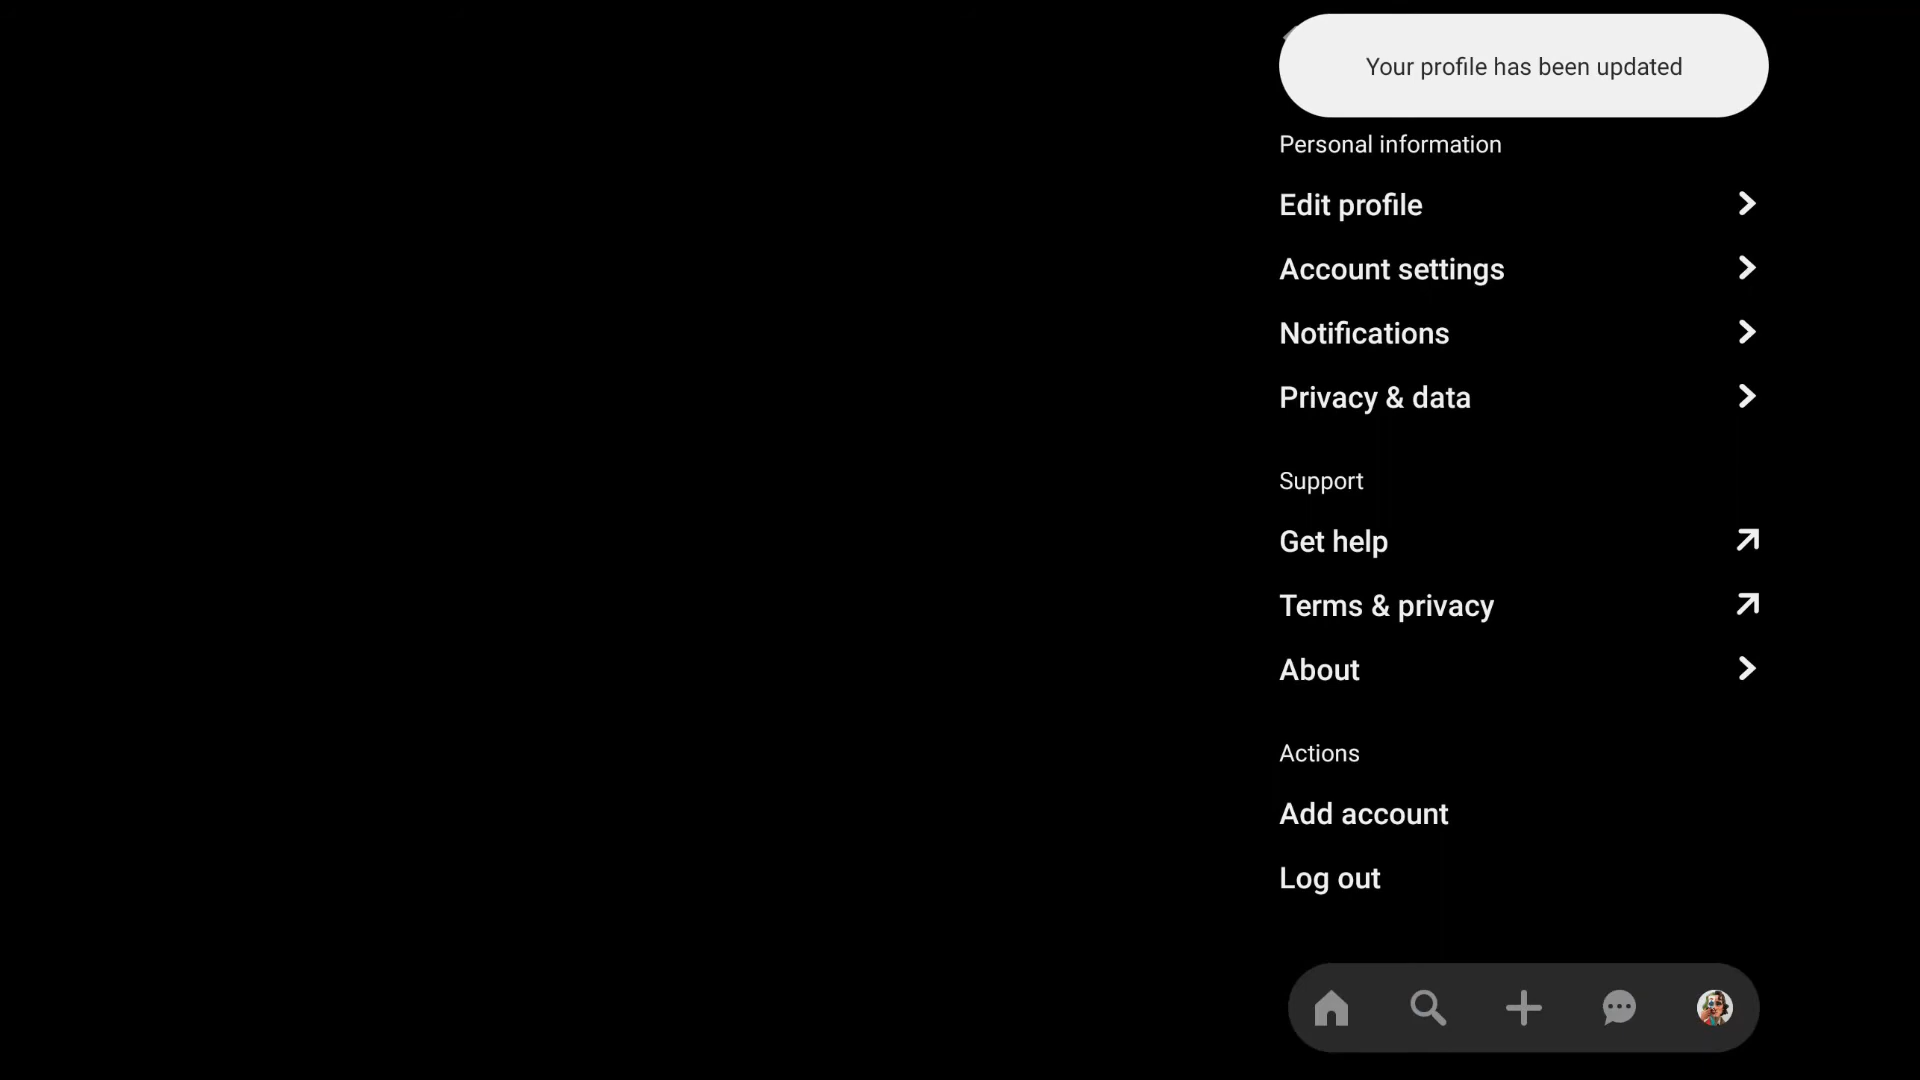 Your profile has been updated
Personal information
Edit profile
Account settings
Notifications
Privacy & data
Support
Get help
Terms & privacy
About
Actions
Add account
Log out